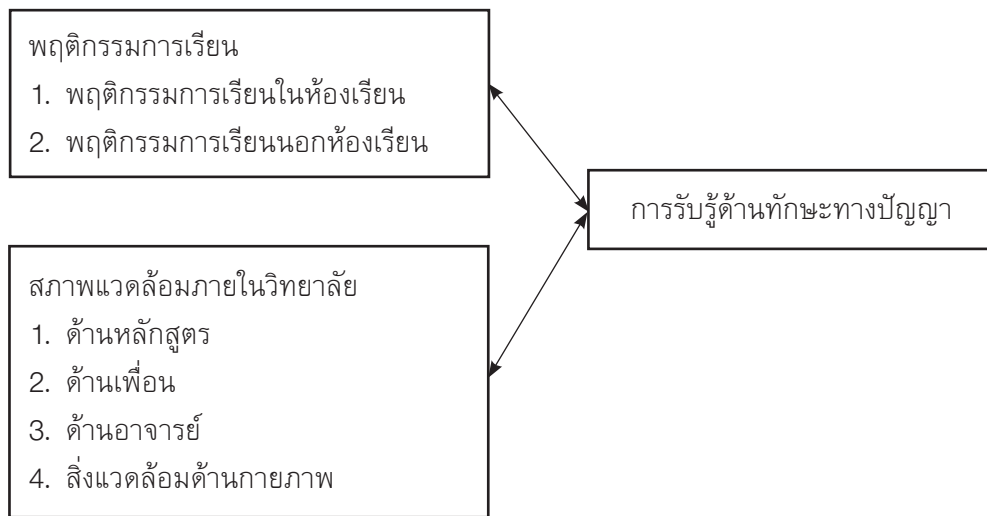 พฤติกรรมการเรียน
1. พฤติกรรมการเรียนในห้องเรียน
2. พฤติกรรมการเรียนนอกห้องเรียน
การรับรู้ด้านทักษะทางปัญญา
สภาพแวดล้อมภายในวิทยาลัย
1. ด้านหลักสูตร
2. ด้านเพื่อน
3. ด้านอาจารย์
4. สิ่งแวดล้อมด้านกายภาพ